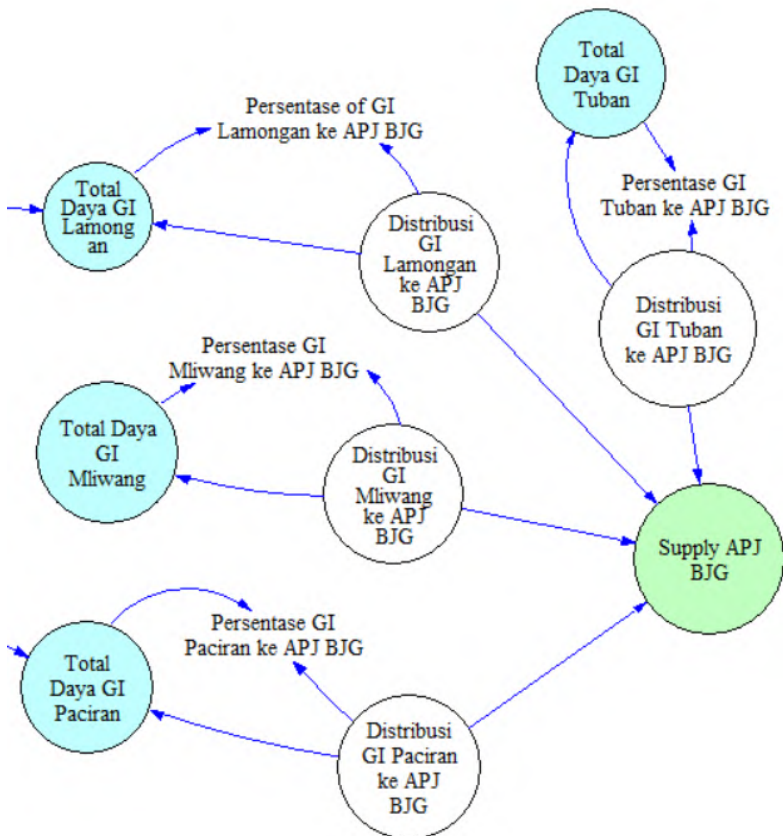 Total
Daya GI
Tuban
Persentase of GI
Lamongan ke APJ BJG
Persentase GI
Tuban ke APJ BJG
Total
Daya GI
Lamong
an
Distribusi
GI
Lamongan
ke APJ
BJG
Distribusi
GI Tuban
ke APJ BJG
Persentase GI
Mliwang ke APJ BJG
Total Daya
GI
Mliwang
Distribusi
GI
Mliwang
ke APJ
BJG
Supply APJ
BJG
Persentase GI
Paciran ke APJ BJG
Total
Daya GI
Paciran
Distribusi
GI Paciran
ke APJ
BJG